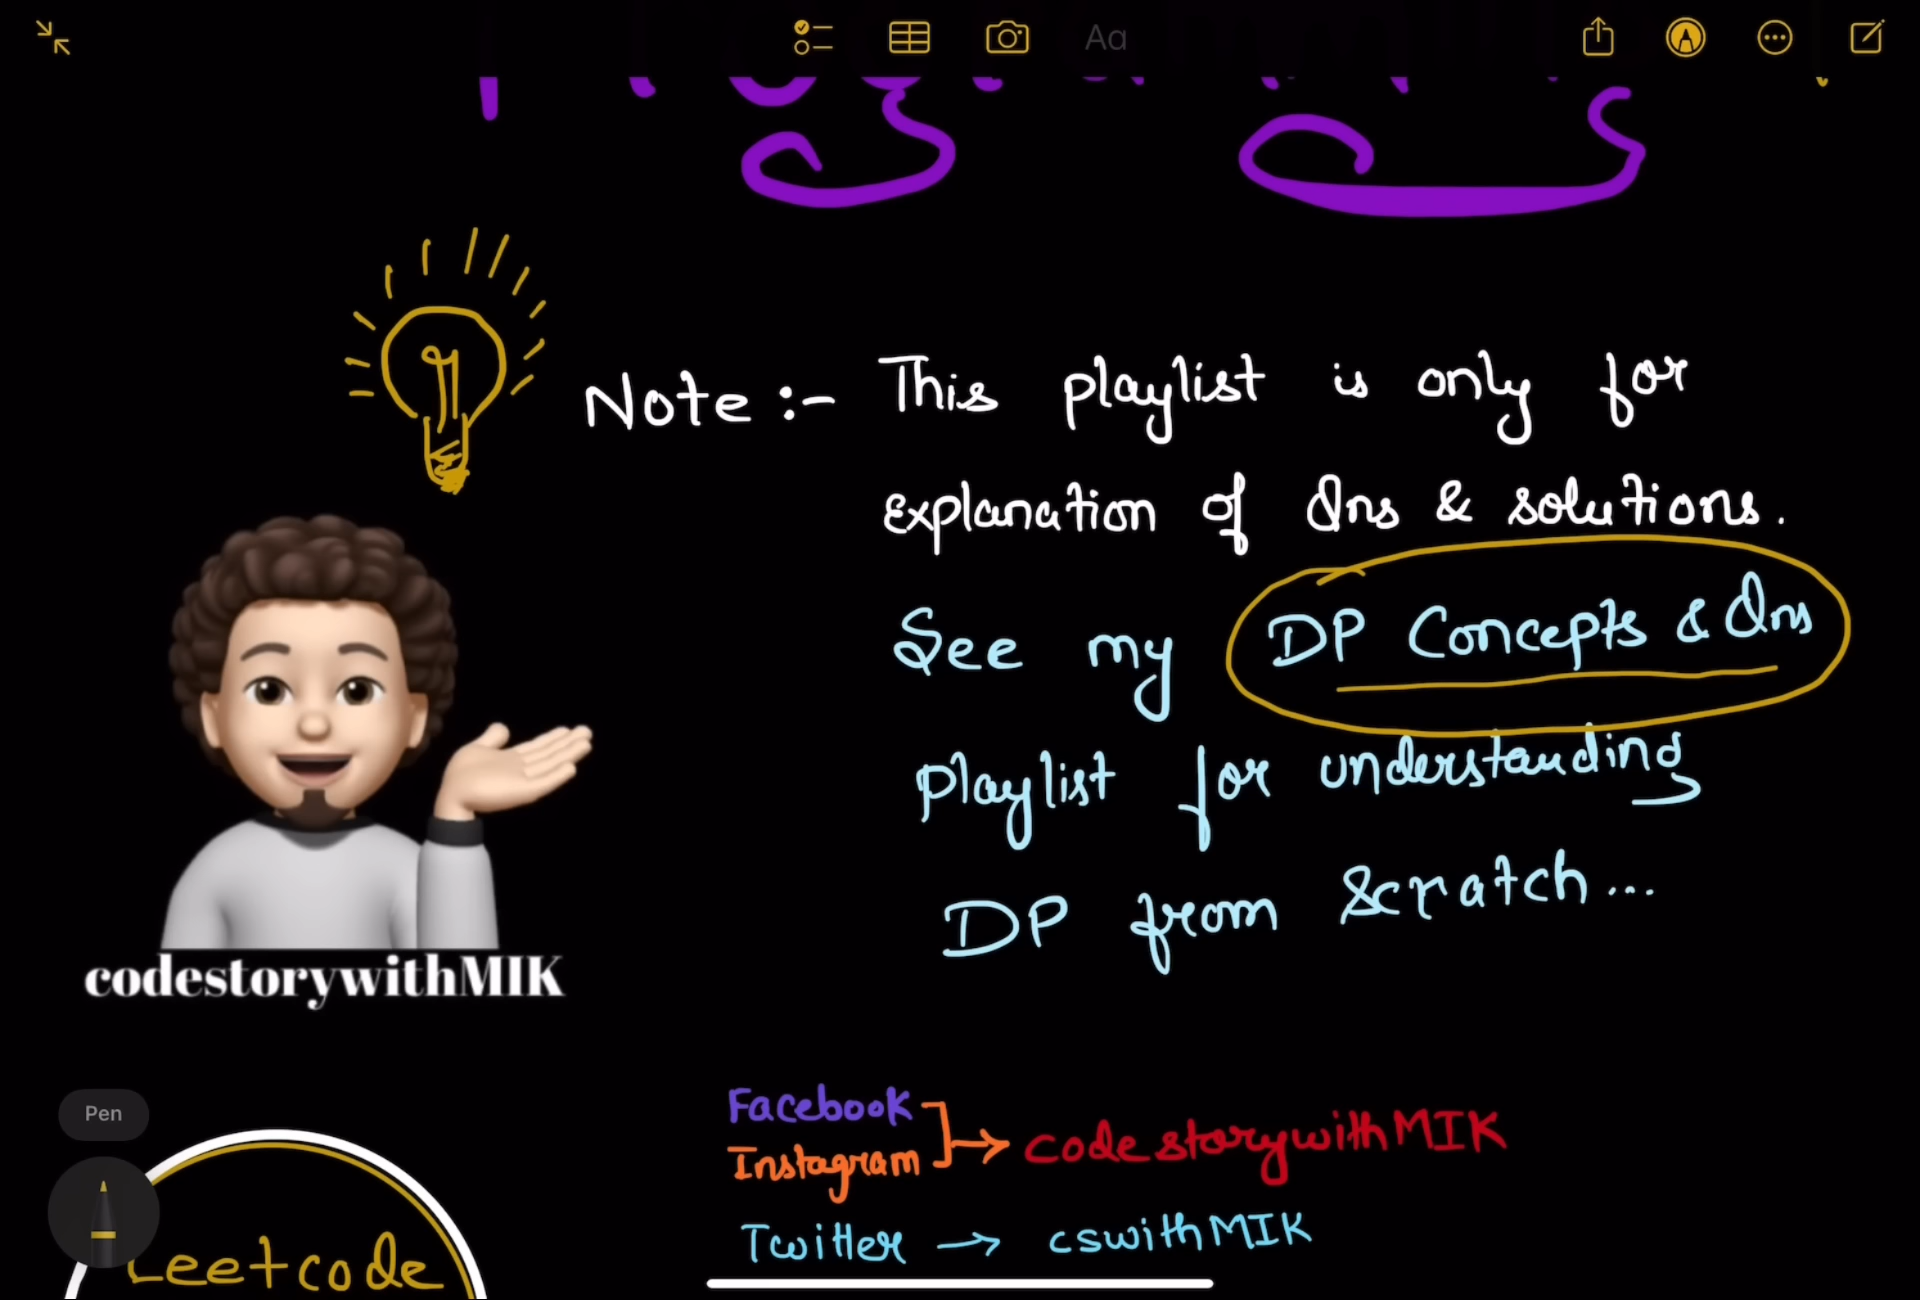 Aa
Note :- This playlist is only for
explanation of Qns & solutions.
See my DP Concepts & Qns
Playlist for understanding
DP from Scratch...
codestorywithMIK
Facebook
Instagram → codestorywithMIK
Twitter → cswithMIK
Pen
Leetcode